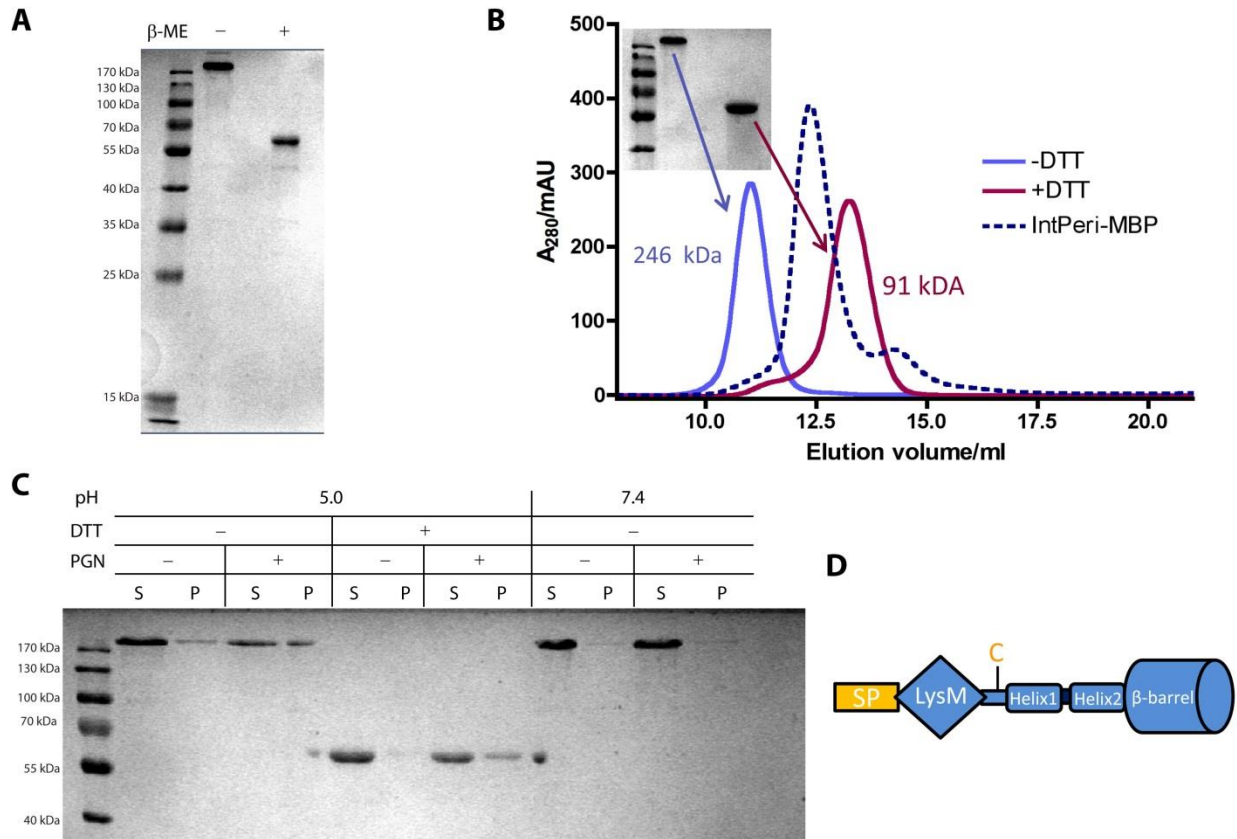 A
β-ME − +
170 kDa
130 kDa
100 kDa
70 kDa
55 kDa
40 kDa
35 kDa
25 kDa
15 kDa
B
500
400
300
200
100
0
A280/mAU
10.0 12.5 15.0 17.5 20.0
Elution volume/ml
246 kDa
91 kDA
-DTT
+DTT
IntPeri-MBP
C
pH 5.0 7.4
DTT − + −
PGN − + − + − +
S P S P S P S P S P S P
170 kDa
130 kDa
100 kDa
70 kDa
55 kDa
40 kDa
D
C
SP LysM Helix1 Helix2 β-barrel